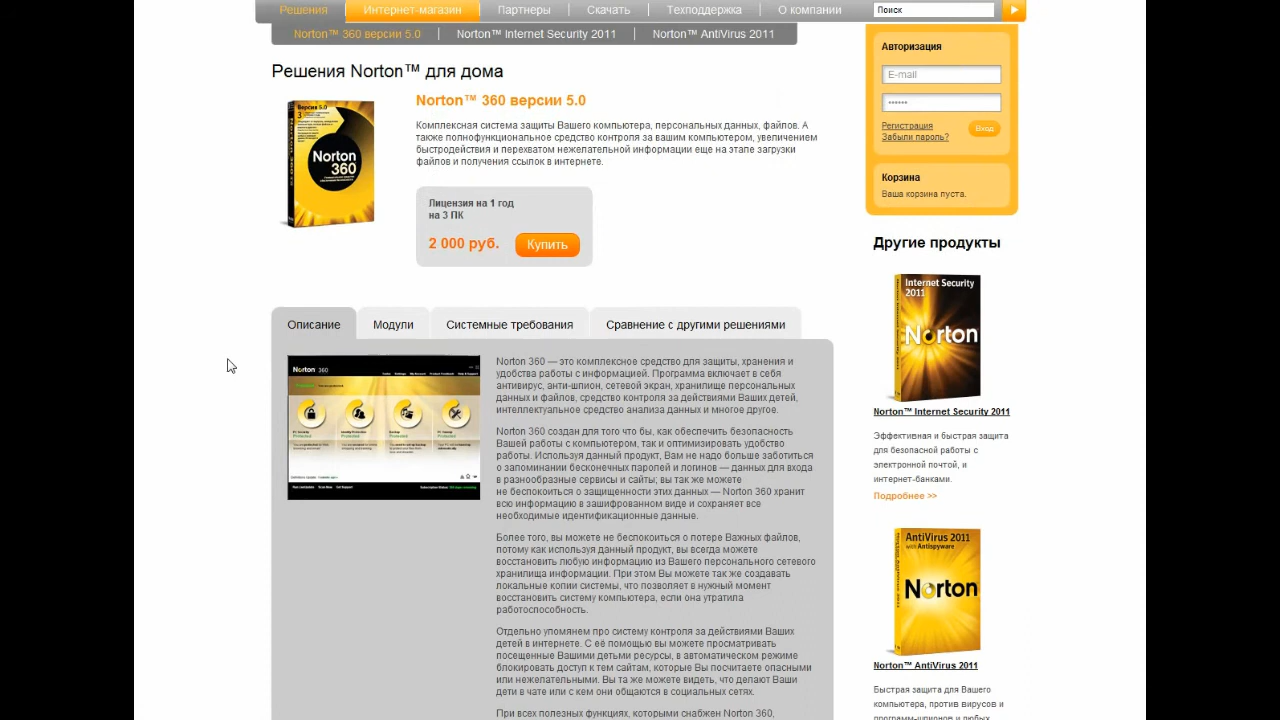 Решения Интернет-магазин Партнеры Скачать Техподдержка О компании Поиск
Norton™ 360 версии 5.0 Norton™ Internet Security 2011 Norton™ AntiVirus 2011
Решения Norton™ для дома
Версия 5.0
Norton
360
Norton™ 360 версии 5.0
Комплексная система защиты Вашего компьютера, персональных данных, файлов. А
также полнофункциональное средство контроля за вашим компьютером, увеличением
быстродействия и перехватом нежелательной информации еще на этапе загрузки
файлов и получения ссылок в интернете.
Лицензия на 1 год
на 3 ПК
2 000 руб. Купить
Описание Модули Системные требования Сравнение с другими решениями
Norton 360
Norton 360 — это комплексное средство для защиты, хранения и
удобства работы с информацией. Программа включает в себя
антивирус, анти-шпион, сетевой экран, хранилище персональных
данных и файлов, средство контроля за действиями Ваших детей,
интеллектуальное средство анализа данных и многое другое.
Norton 360 создан для того что бы, как обеспечить безопасность
Вашей работы с компьютером, так и оптимизировать удобство
работы. Используя данный продукт, Вам не надо больше заботиться
о запоминании бесконечных паролей и логинов — данных для входа
в разнообразные сервисы и сайты; вы так же можете
не беспокоиться о защищенности этих данных — Norton 360 хранит
всю информацию в зашифрованном виде и сохраняет все
необходимые идентификационные данные.
Более того, вы можете не беспокоиться о потере Важных файлов,
потому как используя данный продукт, вы всегда можете
восстановить любую информацию из Вашего персонального сетевого
хранилища информации. При этом Вы можете так же создавать
локальные копии системы, что позволяет в нужный момент
восстановить систему компьютера, если она утратила
работоспособность.
Отдельно упомянем про систему контроля за действиями Ваших
детей в интернете. С её помощью вы можете просматривать
посещенные Вашими детьми ресурсы, в автоматическом режиме
блокировать доступ к тем сайтам, которые Вы посчитаете опасными
или нежелательными. Вы та же можете видеть, что делают Ваши
дети в чате или с кем они общаются в социальных сетях.
При всех полезных функциях, которыми снабжен Norton 360,
Авторизация
E-mail
••••••
Регистрация
Забыли пароль?
Вход
Корзина
Ваша корзина пуста.
Другие продукты
Internet Security
2011
Norton
Norton™ Internet Security 2011
Эффективная и быстрая защита
для безопасной работы с
электронной почтой, и
интернет-банками.
Подробнее >>
AntiVirus 2011
with Antispyware
Norton
Norton™ AntiVirus 2011
Быстрая защита для Вашего
компьютера, против вирусов и
программ-шпионов и любых